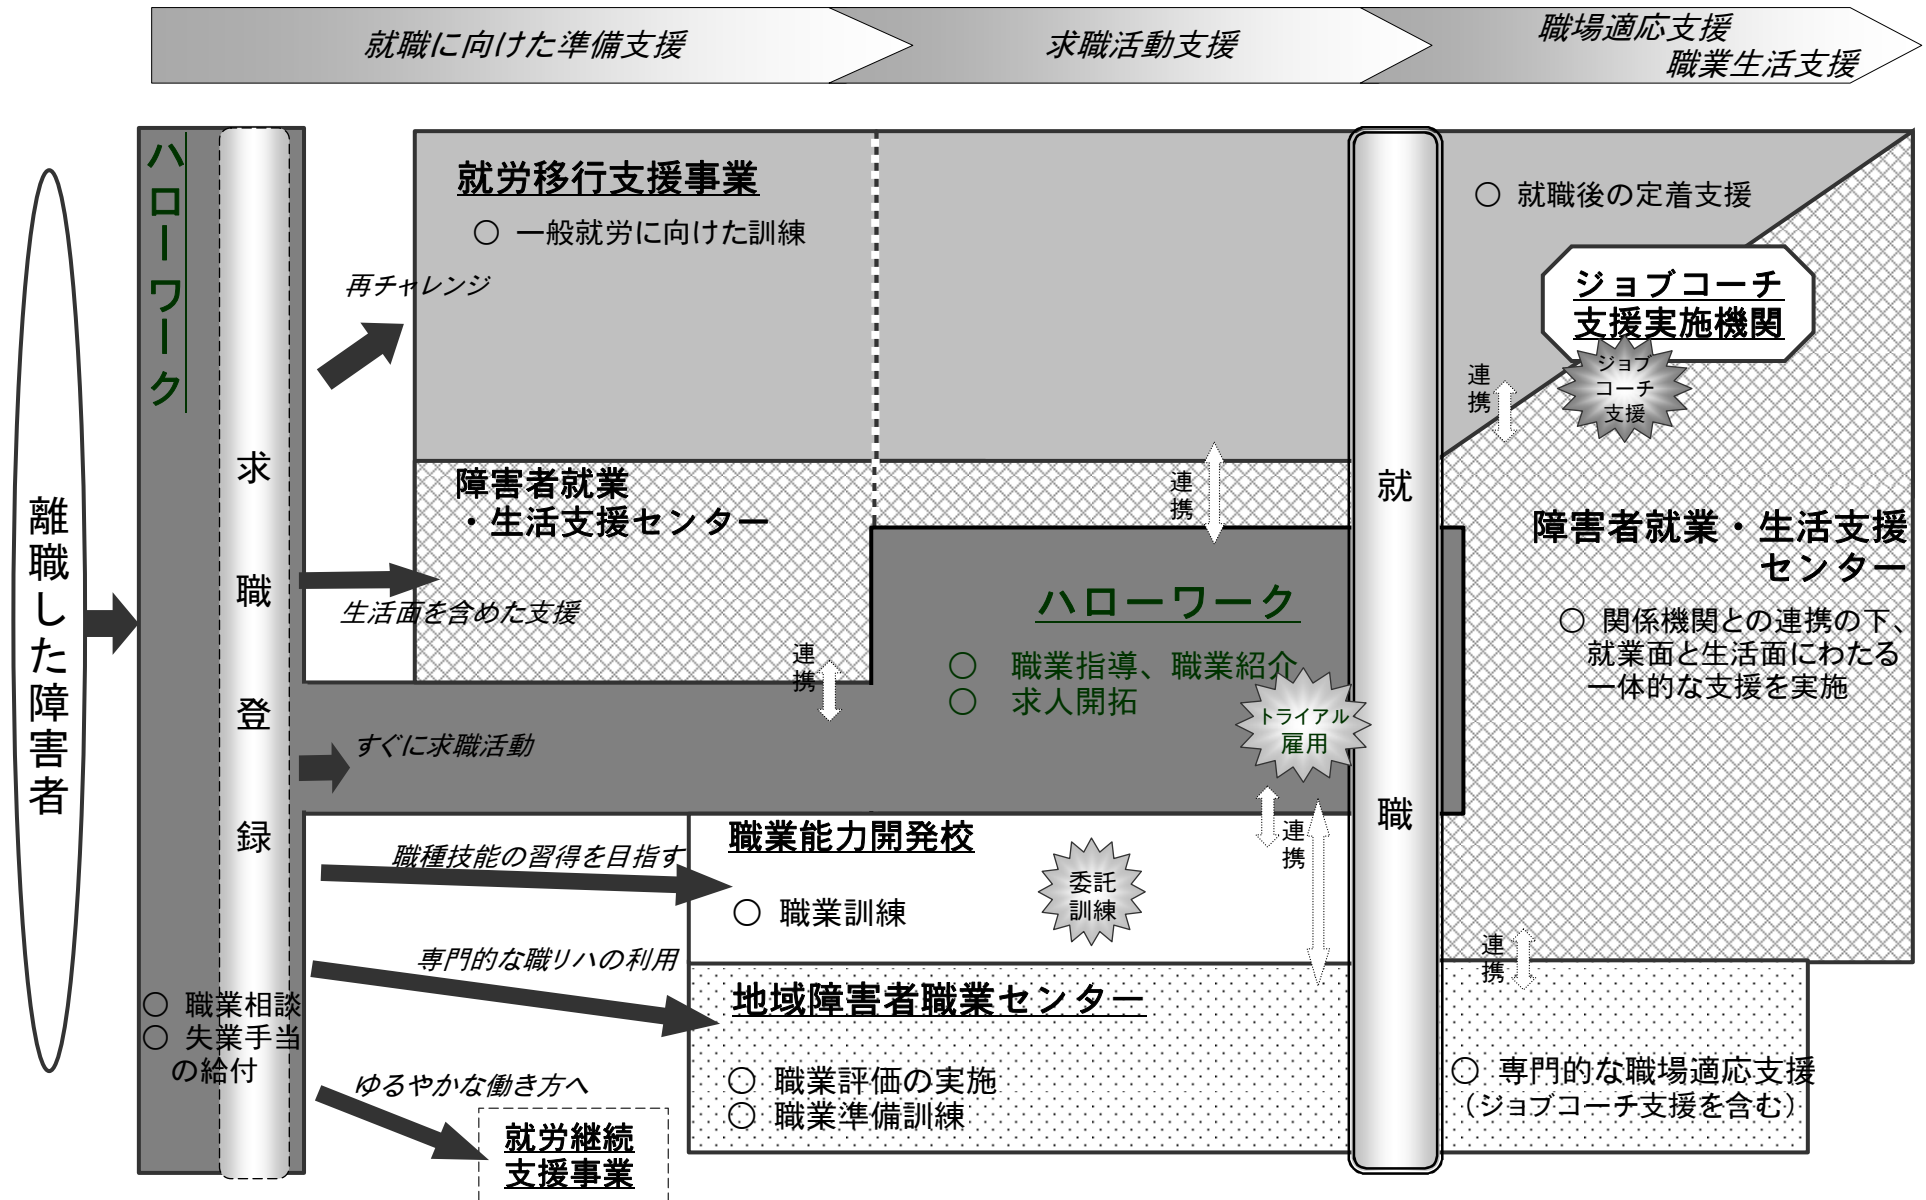 就職に向けた準備支援
求職活動支援
職場適応支援
職業生活支援
離職した障害者
ハローワーク
求職登録
○ 職業相談
○ 失業手当
の給付
再チャレンジ
生活面を含めた支援
すぐに求職活動
職種技能の習得を目指す
専門的な職リハの利用
ゆるやかな働き方へ
就労移行支援事業
○ 一般就労に向けた訓練
障害者就業
・生活支援センター
連携
連携
ハローワーク
○ 職業指導、職業紹介
○ 求人開拓
トライアル
雇用
連携
職業能力開発校
○ 職業訓練
委託
訓練
地域障害者職業センター
○ 職業評価の実施
○ 職業準備訓練
就労継続
支援事業
就職
○ 就職後の定着支援
ジョブコーチ
支援実施機関
ジョブ
コーチ
支援
連携
障害者就業・生活支援
センター
○ 関係機関との連携の下、
就業面と生活面にわたる
一体的な支援を実施
連携
○ 専門的な職場適応支援
（ジョブコーチ支援を含む）